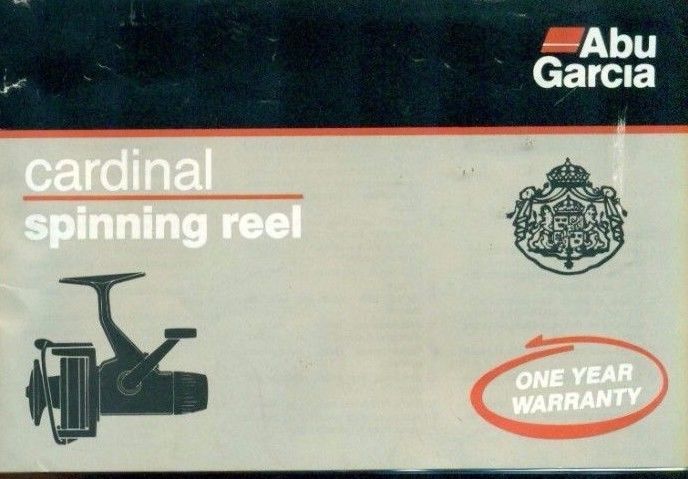 Abu
Garcia
cardinal
spinning reel
ONE YEAR
WARRANTY